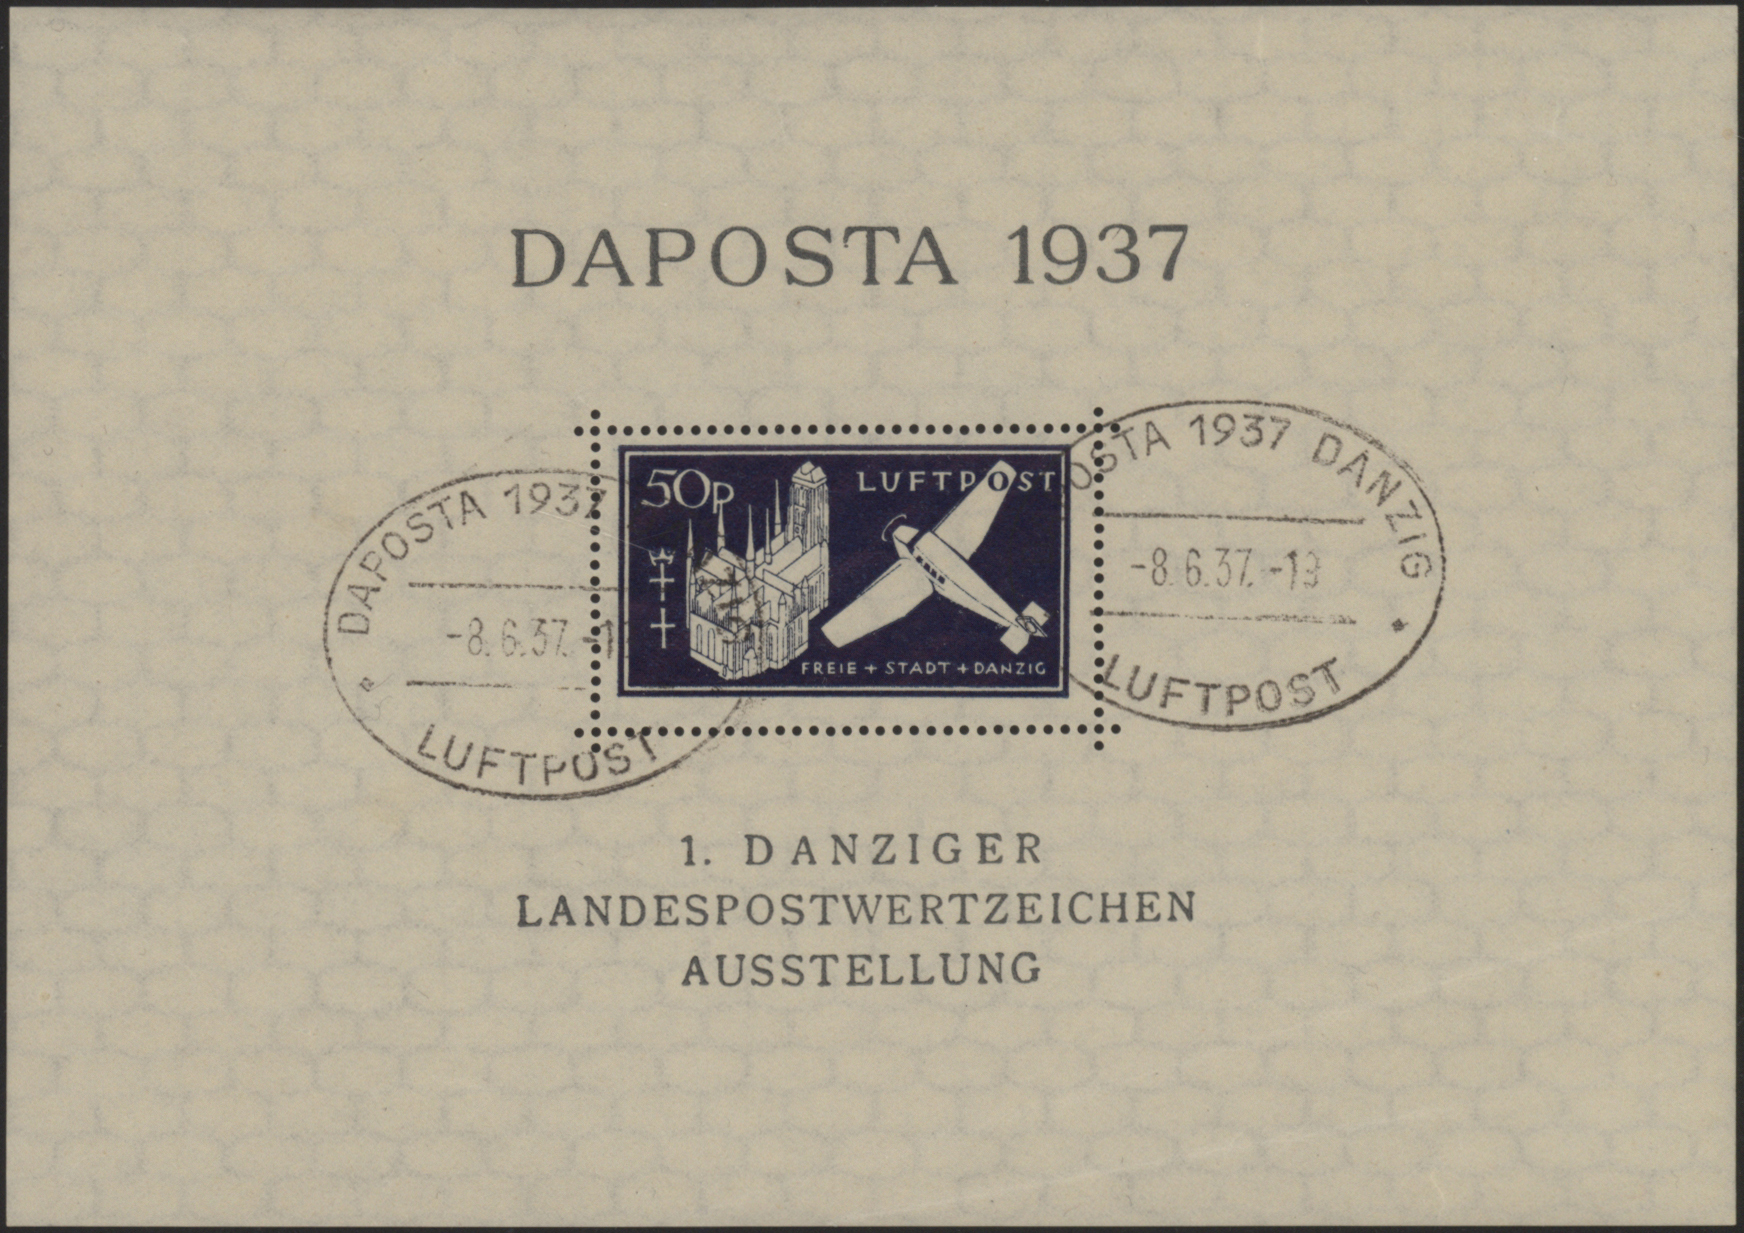 DAPOSTA 1937
50P
LUFTPOST
FREIE + STADT + DANZIG
DAPOSTA 1937
-8.6.37.-1
LUFTPOST
OSTA 1937 DANZIG
-8.6.37.-19
LUFTPOST
1. DANZIGER
LANDESPOSTWERTZEICHEN
AUSSTELLUNG